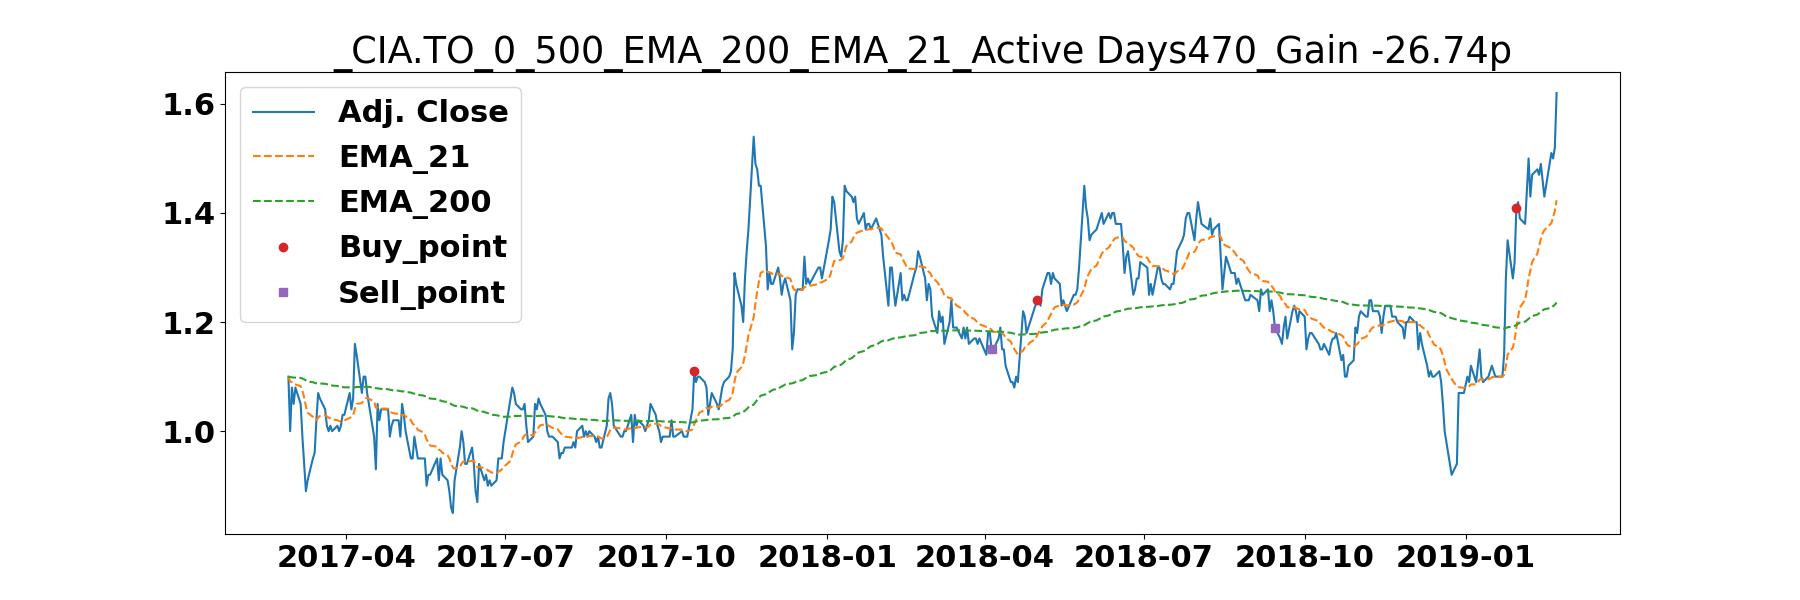 _CIA.TO_0_500_EMA_200_EMA_21_Active Days470_Gain -26.74p
1.6
1.4
1.2
1.0
Adj. Close
EMA_21
EMA_200
Buy_point
Sell_point
2017-04 2017-07 2017-10 2018-01 2018-04 2018-07 2018-10 2019-01